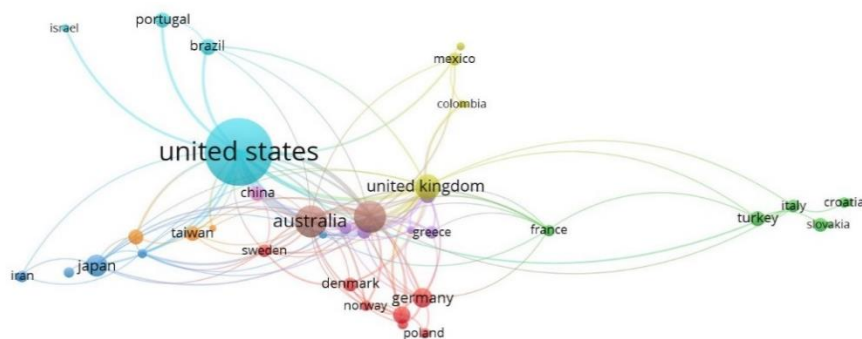 portugal
israel
brazil
mexico
colombia
united states
united kingdom
china
australia
croatia
italy
turkey
slovakia
taiwan
greece
france
sweden
japan
iran
denmark
germany
norway
poland